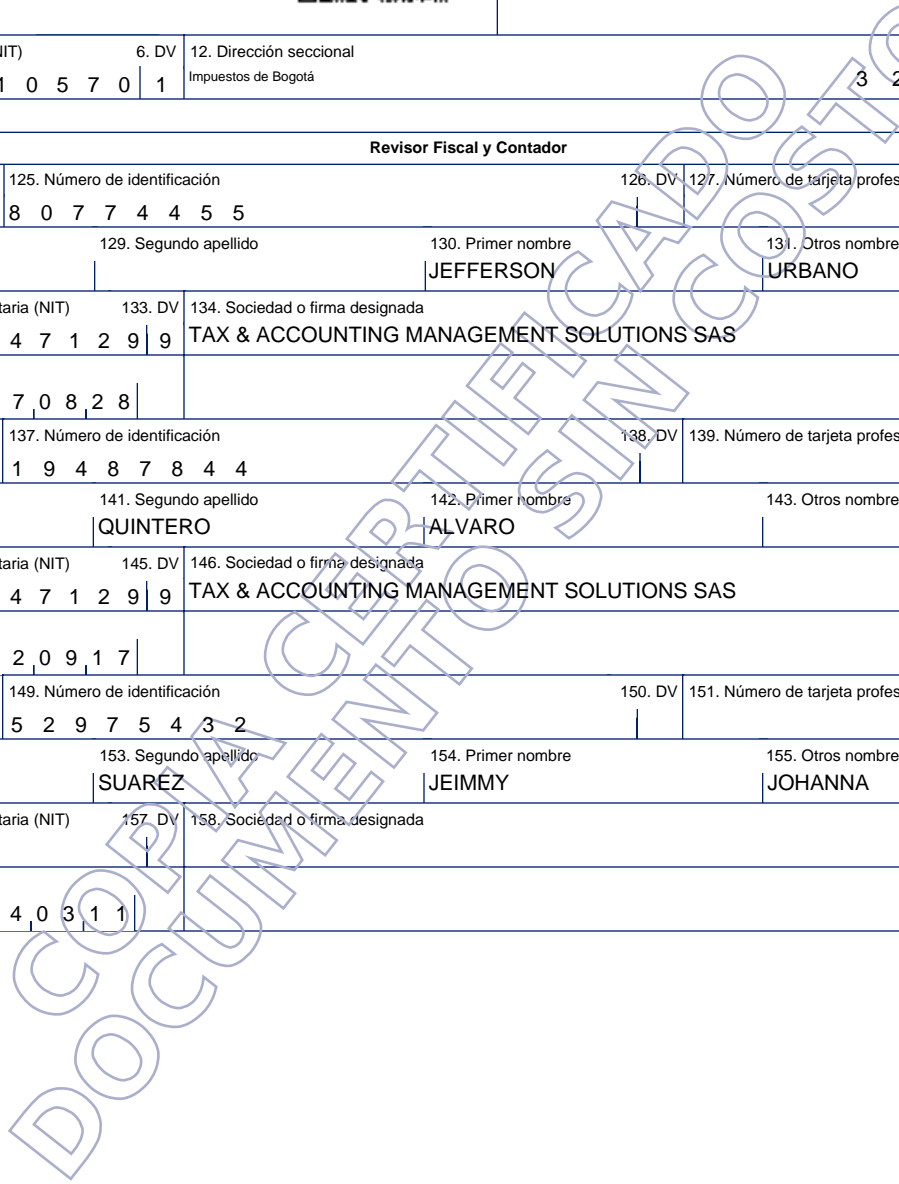 IT) 6. DV 12. Dirección seccional
1 0 5 7 0 1 Impuestos de Bogotá 3 2
Revisor Fiscal y Contador
125. Número de identificación 126. DV 127. Número de tarjeta profes
8 0 7 7 4 4 5 5
129. Segundo apellido 130. Primer nombre 131. Otros nombre
JEFFERSON URBANO
taria (NIT) 133. DV 134. Sociedad o firma designada
4 7 1 2 9 9 TAX & ACCOUNTING MANAGEMENT SOLUTIONS SAS
7 0 8 2 8
137. Número de identificación 138. DV 139. Número de tarjeta profes
1 9 4 8 7 8 4 4
141. Segundo apellido 142. Primer nombre 143. Otros nombre
QUINTERO ALVARO
taria (NIT) 145. DV 146. Sociedad o firma designada
4 7 1 2 9 9 TAX & ACCOUNTING MANAGEMENT SOLUTIONS SAS
2 0 9 1 7
149. Número de identificación 150. DV 151. Número de tarjeta profes
5 2 9 7 5 4 3 2
153. Segundo apellido 154. Primer nombre 155. Otros nombre
SUAREZ JEIMMY JOHANNA
taria (NIT) 157. DV 158. Sociedad o firma designada
4 0 3 1 1
COPIA CERTIFICADO
DOCUMENTO SIN COSTO